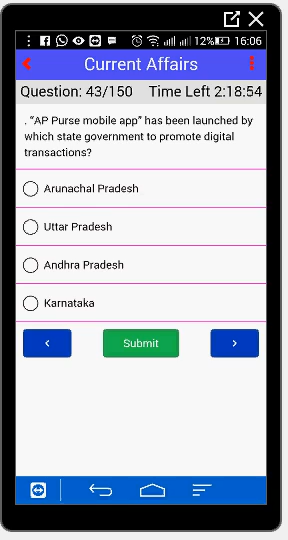 12% 16:06
Current Affairs
Question: 43/150 Time Left 2:18:54
. “AP Purse mobile app” has been launched by
which state government to promote digital
transactions?
Arunachal Pradesh
Uttar Pradesh
Andhra Pradesh
Karnataka
< Submit >